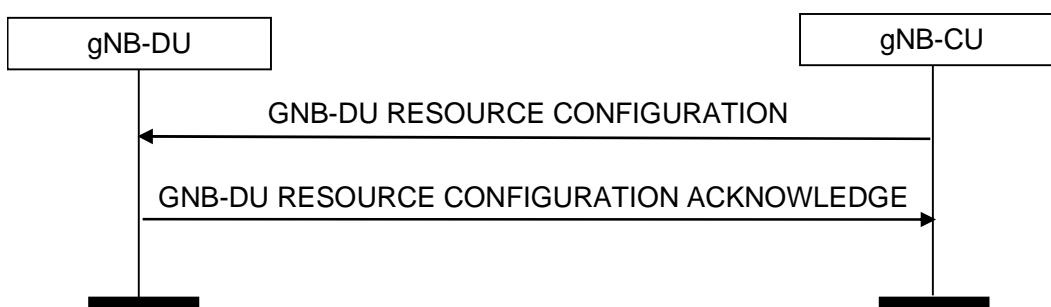 gNB-DU
gNB-CU
GNB-DU RESOURCE CONFIGURATION
GNB-DU RESOURCE CONFIGURATION ACKNOWLEDGE